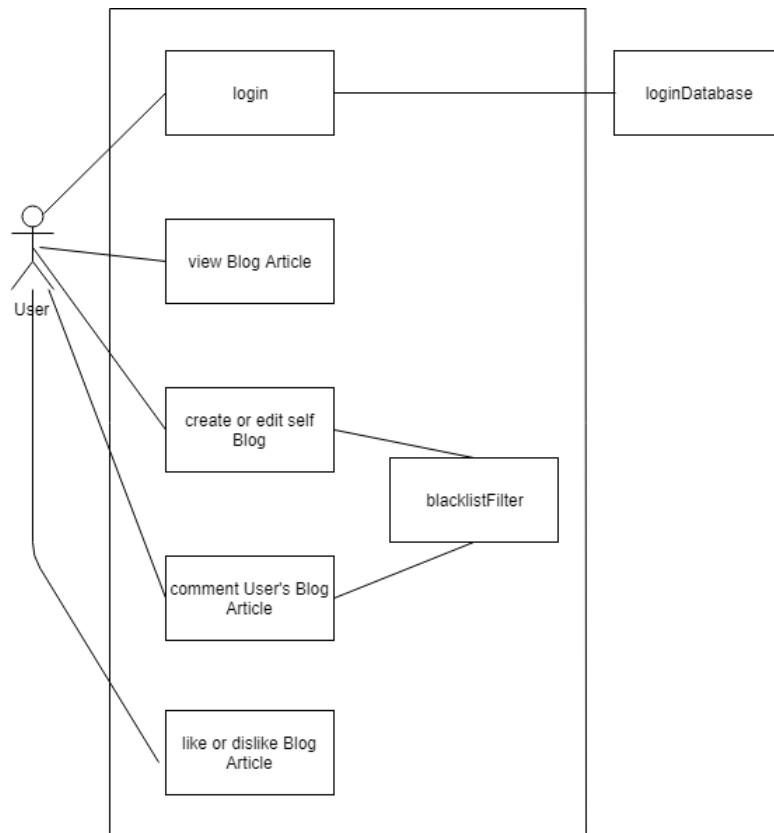 login
loginDatabase
view Blog Article
User
create or edit self
Blog
blacklistFilter
comment User's Blog
Article
like or dislike Blog
Article